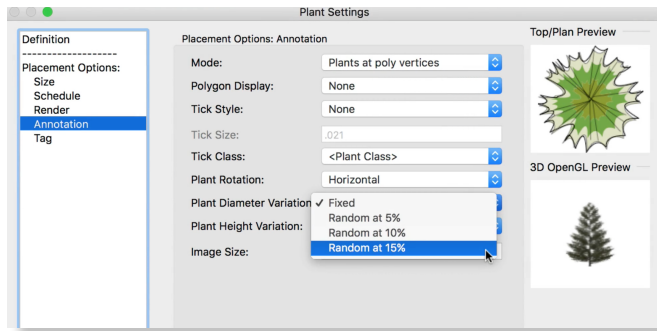 Plant Settings
Definition
-------------------
Placement Options:
Size
Schedule
Render
Annotation
Tag
Placement Options: Annotation
Mode: Plants at poly vertices
Polygon Display: None
Tick Style: None
Tick Size: .021
Tick Class: <Plant Class>
Plant Rotation: Horizontal
Plant Diameter Variation ✓ Fixed
Random at 5%
Plant Height Variation: Random at 10%
Image Size: Random at 15%
Top/Plan Preview
3D OpenGL Preview